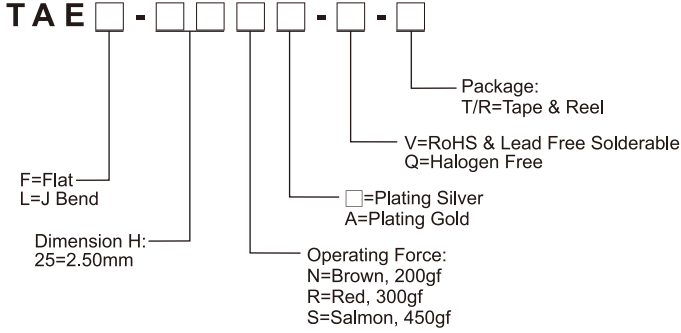 TAE□-□□□□-□-□
Package:
T/R=Tape & Reel
V=RoHS & Lead Free Solderable
Q=Halogen Free
F=Flat
L=J Bend
□=Plating Silver
A=Plating Gold
Dimension H:
25=2.50mm
Operating Force:
N=Brown, 200gf
R=Red, 300gf
S=Salmon, 450gf